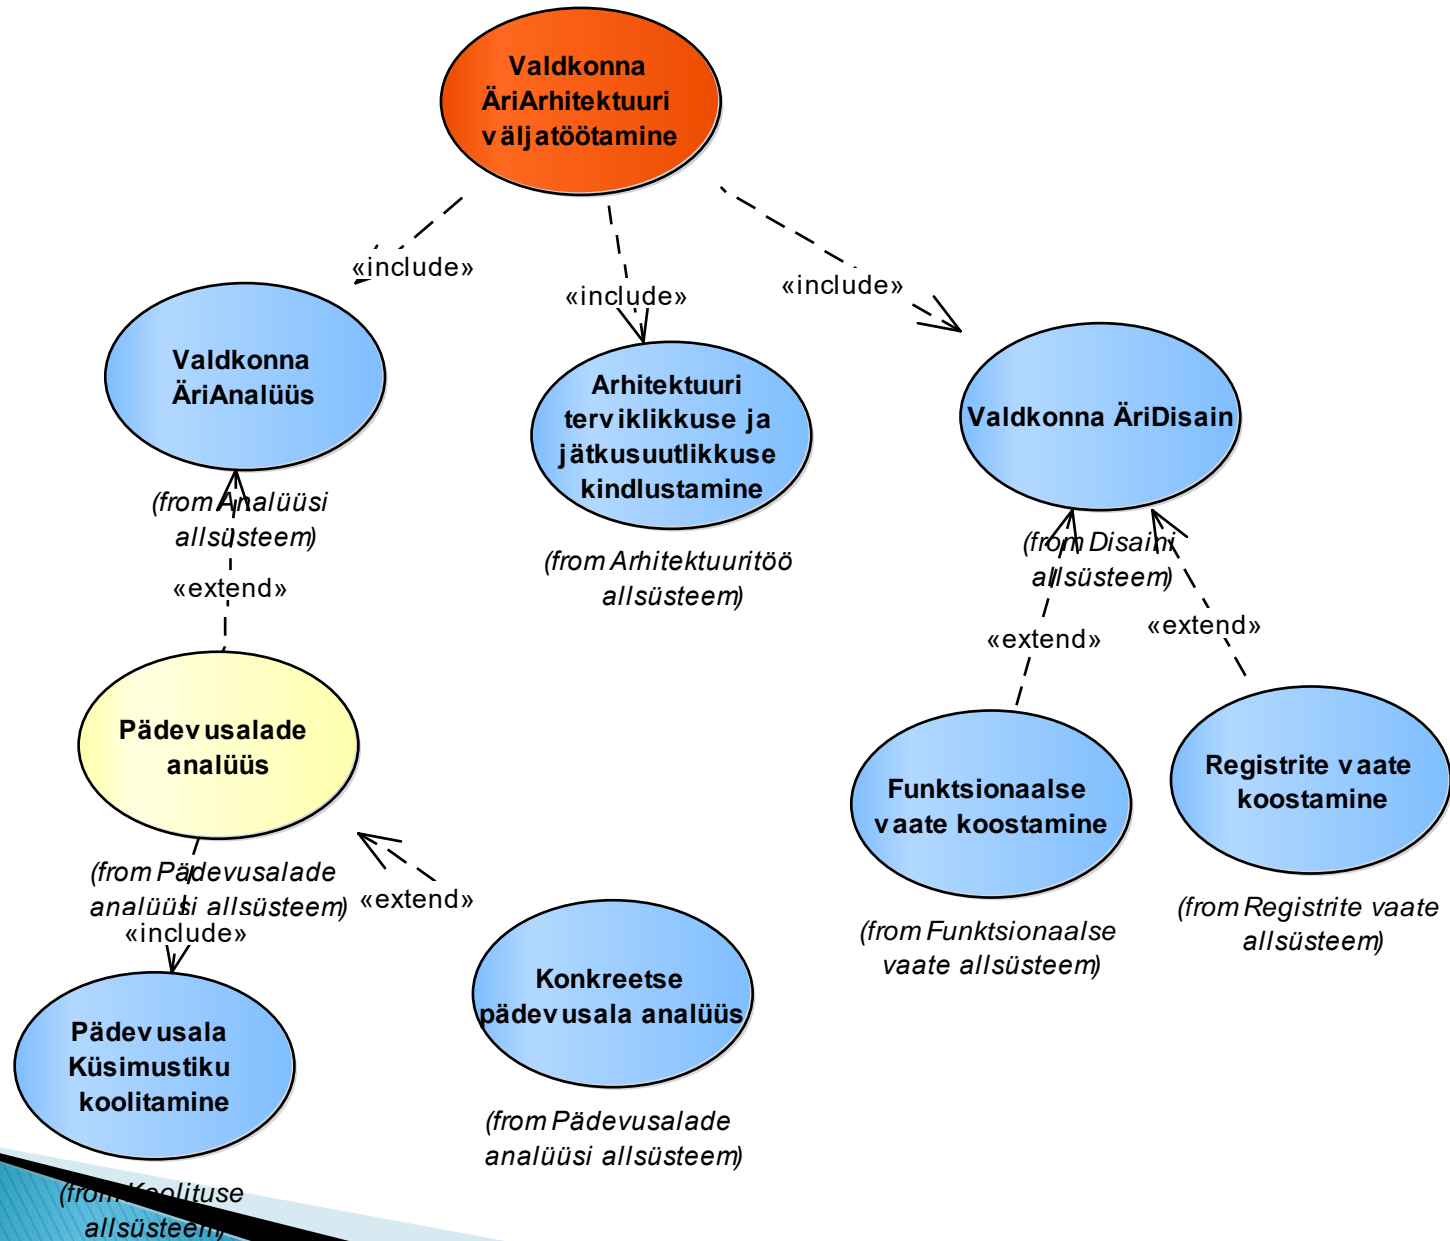 Valdkonna
ÄriArhitektuuri
väljatöötamine
«include»
«include»
«include»
Valdkonna
ÄriAnalüüs
(from Analüüsi
allsüsteem)
Arhitektuuri
terviklikkuse ja
jätkusuutlikkuse
kindlustamine
(from Arhitektuuritöö
allsüsteem)
Valdkonna ÄriDisain
(from Disaini
allsüsteem)
«extend»
«extend»
«extend»
Pädevusalade
analüüs
(from Pädevusalade
analüüsi allsüsteem)
«include»
«extend»
Funktsionaalse
vaate koostamine
(from Funktsionaalse
vaate allsüsteem)
Registrite vaate
koostamine
(from Registrite vaate
allsüsteem)
Pädevusala
Küsimustiku
koolitamine
(from Koolituse
allsüsteem)
Konkreetse
pädevusala analüüs
(from Pädevusalade
analüüsi allsüsteem)